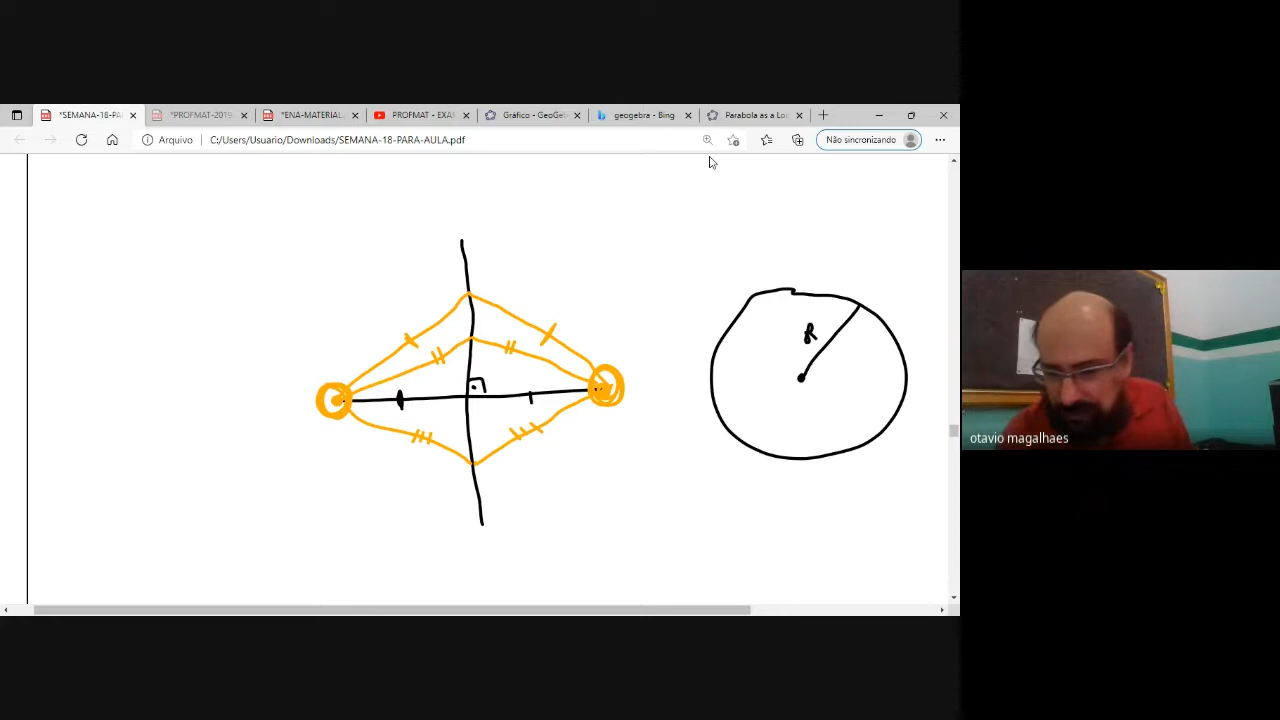 *SEMANA-18-PA
*PROFMAT-2019
*ENA-MATERIAL
PROFMAT - EXA
Gráfico - GeoGe
geogebra - Bing
Parabola as a Lo
Arquivo
C:/Users/Usuario/Downloads/SEMANA-18-PARA-AULA.pdf
Não sincronizando
R
otavio magalhaes